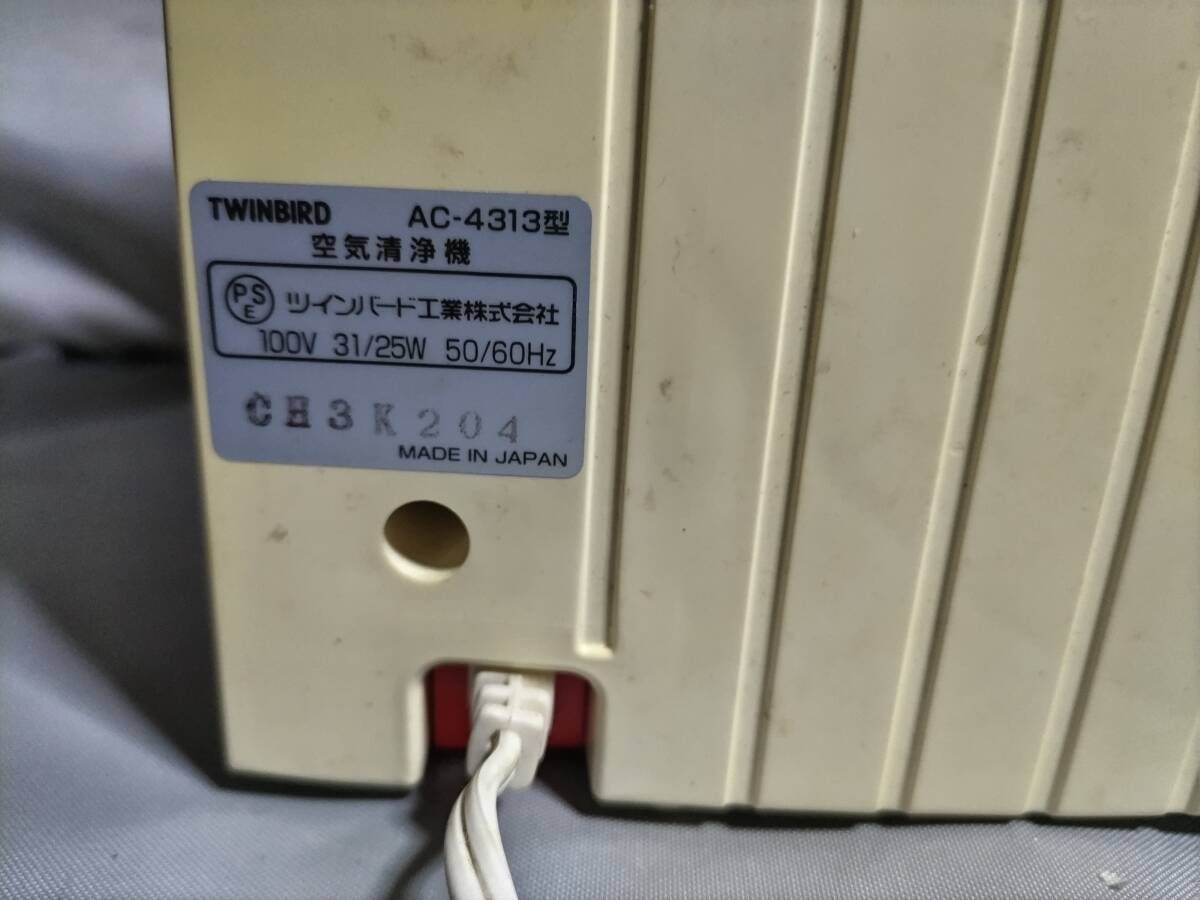 TWINBIRD AC-4313型
空気清浄機
PSE ツインバード工業株式会社
100V 31/25W 50/60Hz
CH3K204
MADE IN JAPAN